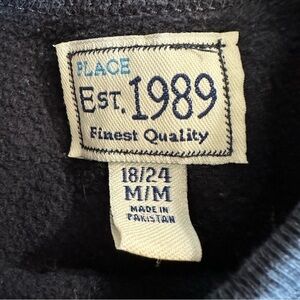 PLACE
EST. 1989
Finest Quality
18/24
M/M
MADE IN
PAKISTAN